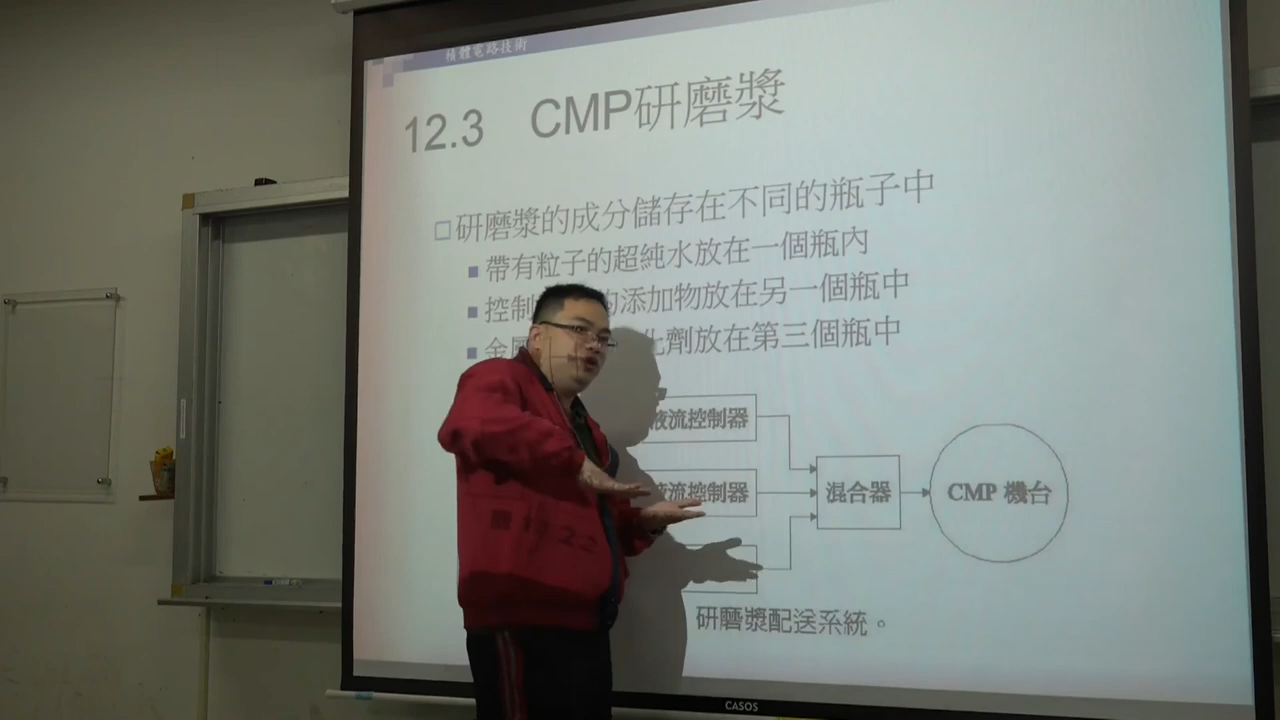 積體電路技術
12.3 CMP研磨漿
研磨漿的成分儲存在不同的瓶子中
帶有粒子的超純水放在一個瓶內
控制 的添加物放在另一個瓶中
金 化劑放在第三個瓶中
液流控制器
液流控制器
混合器
CMP 機台
研磨漿配送系統。
CASOS